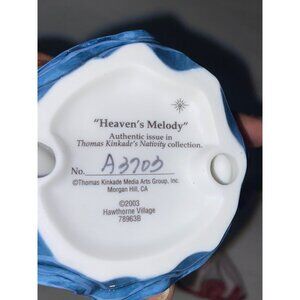 "Heaven's Melody"
Authentic issue in
Thomas Kinkade's Nativity collection.
No. A3703
©Thomas Kinkade Media Arts Group, Inc.
Morgan Hill, CA
©2003
Hawthorne Village
78963B